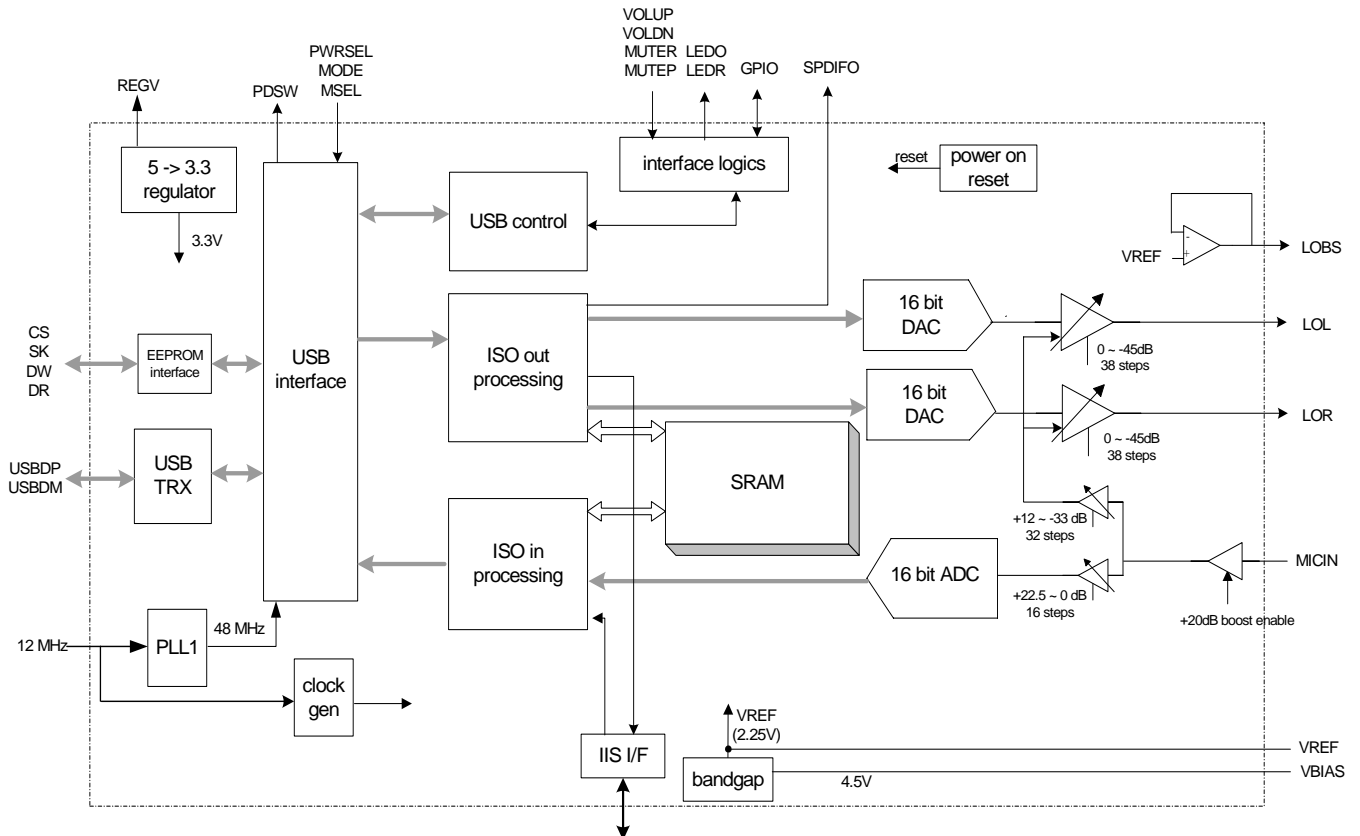 VOLUP
VOLDN
MUTER
MUTEP
LEDO
LEDR
GPIO
SPDIFO
PWRSEL
MODE
MSEL
REGV
PDSW
5 -> 3.3
regulator
3.3V
USB
interface
USB control
interface logics
reset
power on
reset
VREF
-
+
LOBS
CS
SK
DW
DR
EEPROM
interface
ISO out
processing
16 bit
DAC
0 ~ -45dB
38 steps
LOL
16 bit
DAC
0 ~ -45dB
38 steps
LOR
USBDP
USBDM
USB
TRX
SRAM
ISO in
processing
16 bit ADC
+12 ~ -33 dB
32 steps
+22.5 ~ 0 dB
16 steps
MICIN
+20dB boost enable
12 MHz
PLL1
48 MHz
clock
gen
IIS I/F
VREF
(2.25V)
bandgap
4.5V
VREF
VBIAS